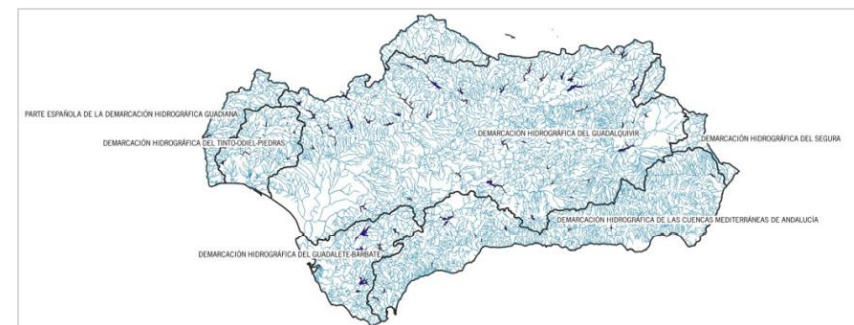 PARTE ESPAÑOLA DE LA DEMARCACIÓN HIDROGRÁFICA GUADIANA
DEMARCACIÓN HIDROGRÁFICA DEL GUADALQUIVIR
DEMARCACIÓN HIDROGRÁFICA DEL SEGURA
DEMARCACIÓN HIDROGRÁFICA DEL TINTO-ODIEL-PIEDRAS
DEMARCACIÓN HIDROGRÁFICA DE LAS CUENCAS MEDITERRÁNEAS DE ANDALUCÍA
DEMARCACIÓN HIDROGRÁFICA DEL GUADALETE-BARBATE